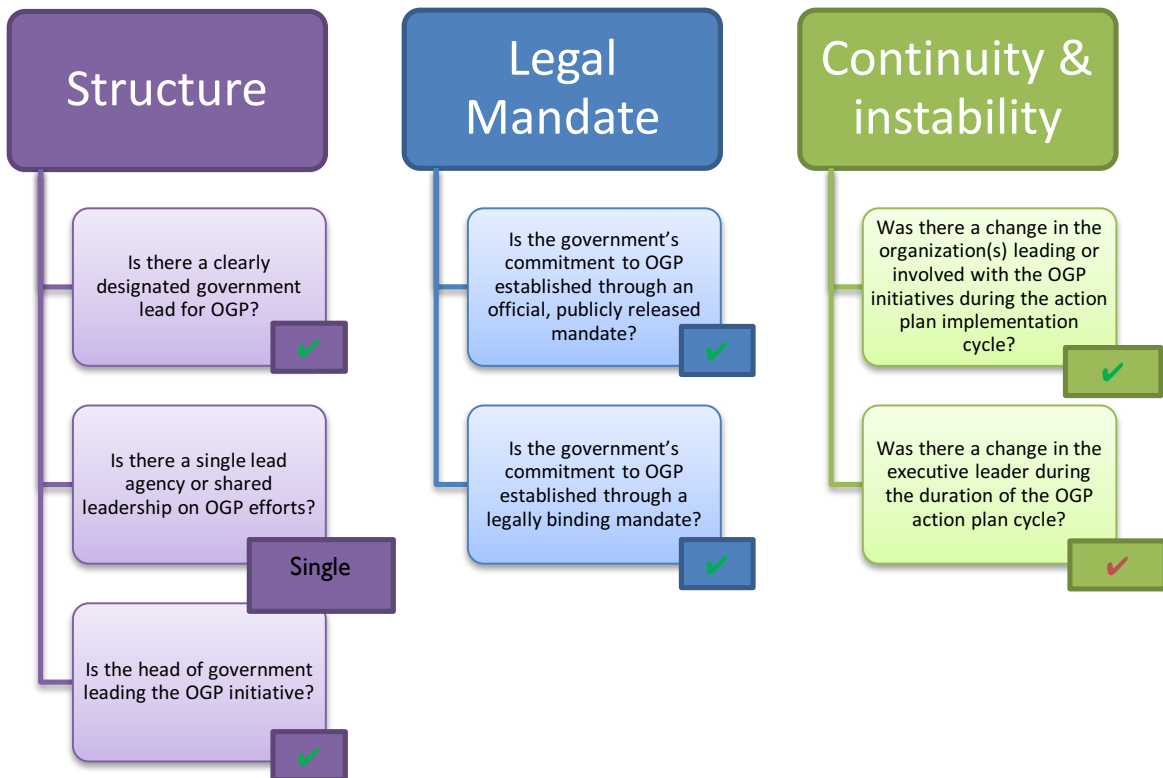 Structure
Is there a clearly
designated government
lead for OGP?
✔
Is there a single lead
agency or shared
leadership on OGP efforts?
Single
Is the head of government
leading the OGP initiative?
✔
Legal
Mandate
Is the government’s
commitment to OGP
established through an
official, publicly released
mandate?
✔
Is the government’s
commitment to OGP
established through a
legally binding mandate?
✔
Continuity &
instability
Was there a change in the
organization(s) leading or
involved with the OGP
initiatives during the action
plan implementation
cycle?
✔
Was there a change in the
executive leader during
the duration of the OGP
action plan cycle?
✔